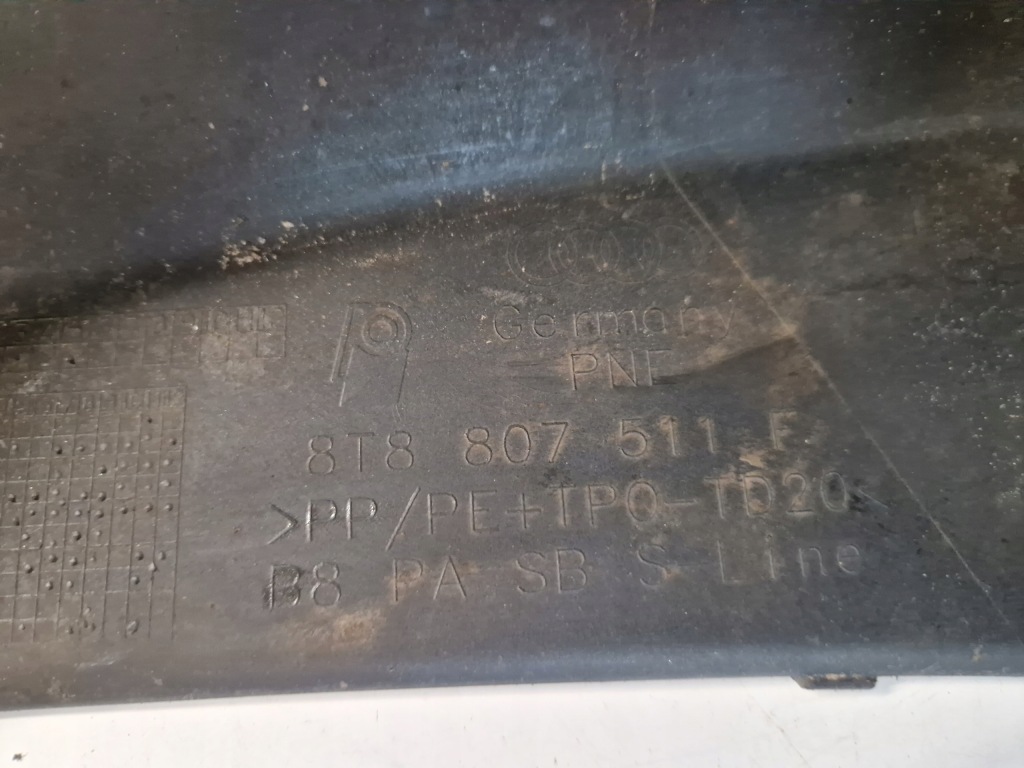 Germany
PNF
8T8 807 511 F
>PP/PE+TPO-TD20
B8 PA SB S-Line